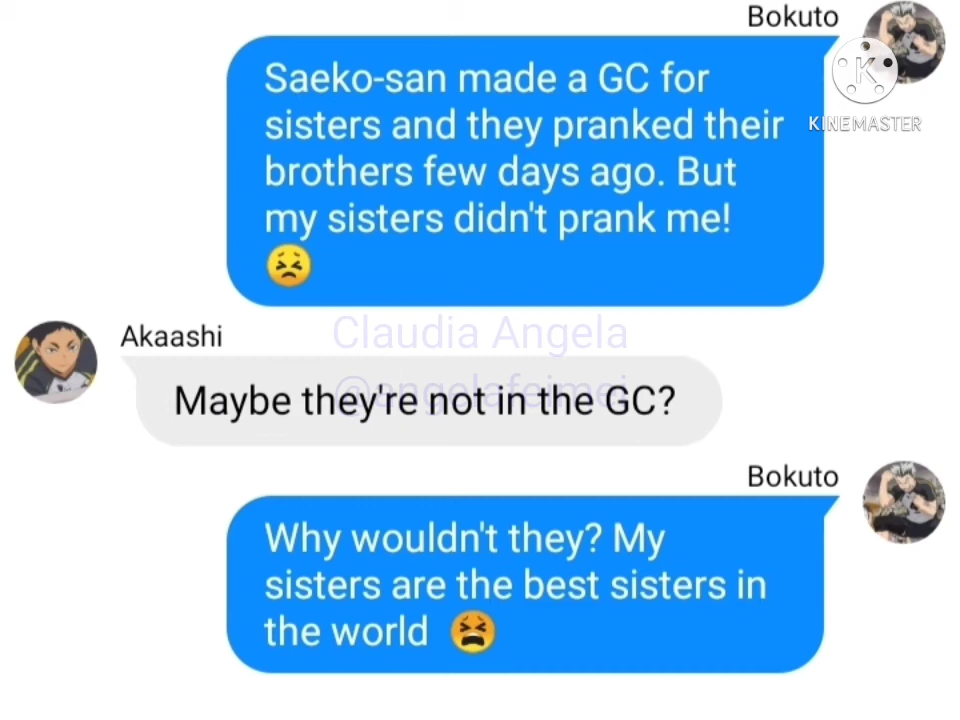 Bokuto
Saeko-san made a GC for
sisters and they pranked their
brothers few days ago. But
my sisters didn't prank me!
😣
K
KINEMASTER
Akaashi
Claudia Angela
@angelafeimei
Maybe they're not in the GC?
Bokuto
Why wouldn't they? My
sisters are the best sisters in
the world 😫